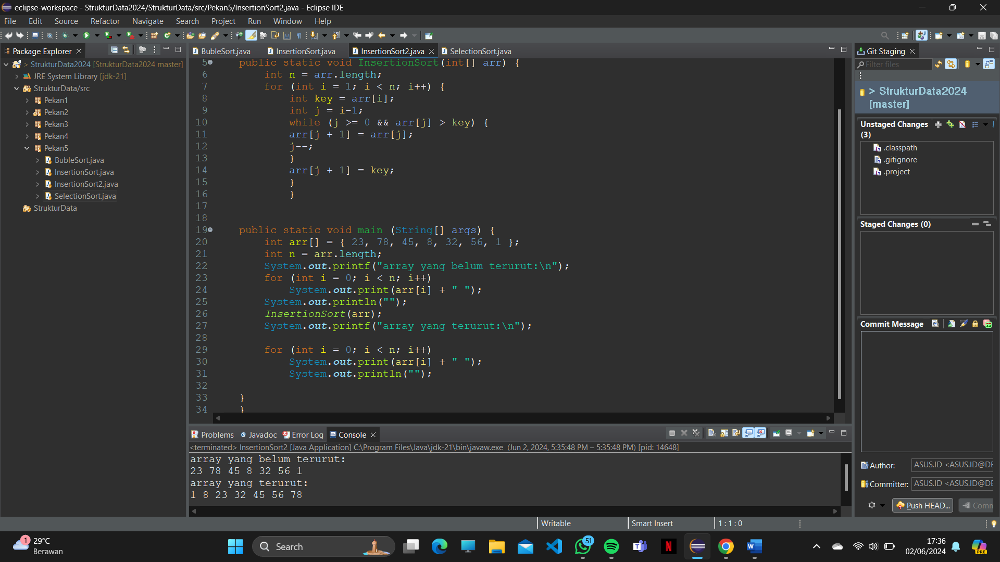 eclipse-workspace - StrukturData2024/StrukturData/src/Pekan5/InsertionSort2.java - Eclipse IDE
File Edit Source Refactor Navigate Search Project Run Window Help
Package Explorer
> StrukturData2024 [StrukturData2024 master]
JRE System Library [jdk-21]
StrukturData/src
Pekan1
Pekan2
Pekan3
Pekan4
Pekan5
BubleSort.java
InsertionSort.java
InsertionSort2.java
SelectionSort.java
StrukturData
BubleSort.java InsertionSort.java InsertionSort2.java SelectionSort.java
5 public static void InsertionSort(int[] arr) {
6 int n = arr.length;
7 for (int i = 1; i < n; i++) {
8 int key = arr[i];
9 int j = i-1;
10 while (j >= 0 && arr[j] > key) {
11 arr[j + 1] = arr[j];
12 j--;
13 }
14 arr[j + 1] = key;
15 }
16 }
17
18
19 public static void main (String[] args) {
20 int arr[] = { 23, 78, 45, 8, 32, 56, 1 };
21 int n = arr.length;
22 System.out.printf("array yang belum terurut:\n");
23 for (int i = 0; i < n; i++)
24 System.out.print(arr[i] + " ");
25 System.out.println("");
26 InsertionSort(arr);
27 System.out.printf("array yang terurut:\n");
28
29 for (int i = 0; i < n; i++)
30 System.out.print(arr[i] + " ");
31 System.out.println("");
32
33 }
34 }
Problems Javadoc Error Log Console
<terminated> InsertionSort2 [Java Application] C:\Program Files\Java\jdk-21\bin\javaw.exe (Jun 2, 2024, 5:35:48 PM – 5:35:48 PM) [pid: 14648]
array yang belum terurut:
23 78 45 8 32 56 1
array yang terurut:
1 8 23 32 45 56 78
Git Staging
Filter files
> StrukturData2024
[master]
Unstaged Changes
(3)
.classpath
.gitignore
.project
Staged Changes (0)
Commit Message
Author: ASUS.ID <ASUS.ID@DE
Committer: ASUS.ID <ASUS.ID@DE
Push HEAD... Comm
Writable Smart Insert 1 : 1 : 0
1
29°C
Berawan
Search
51
17:36
02/06/2024
PRE